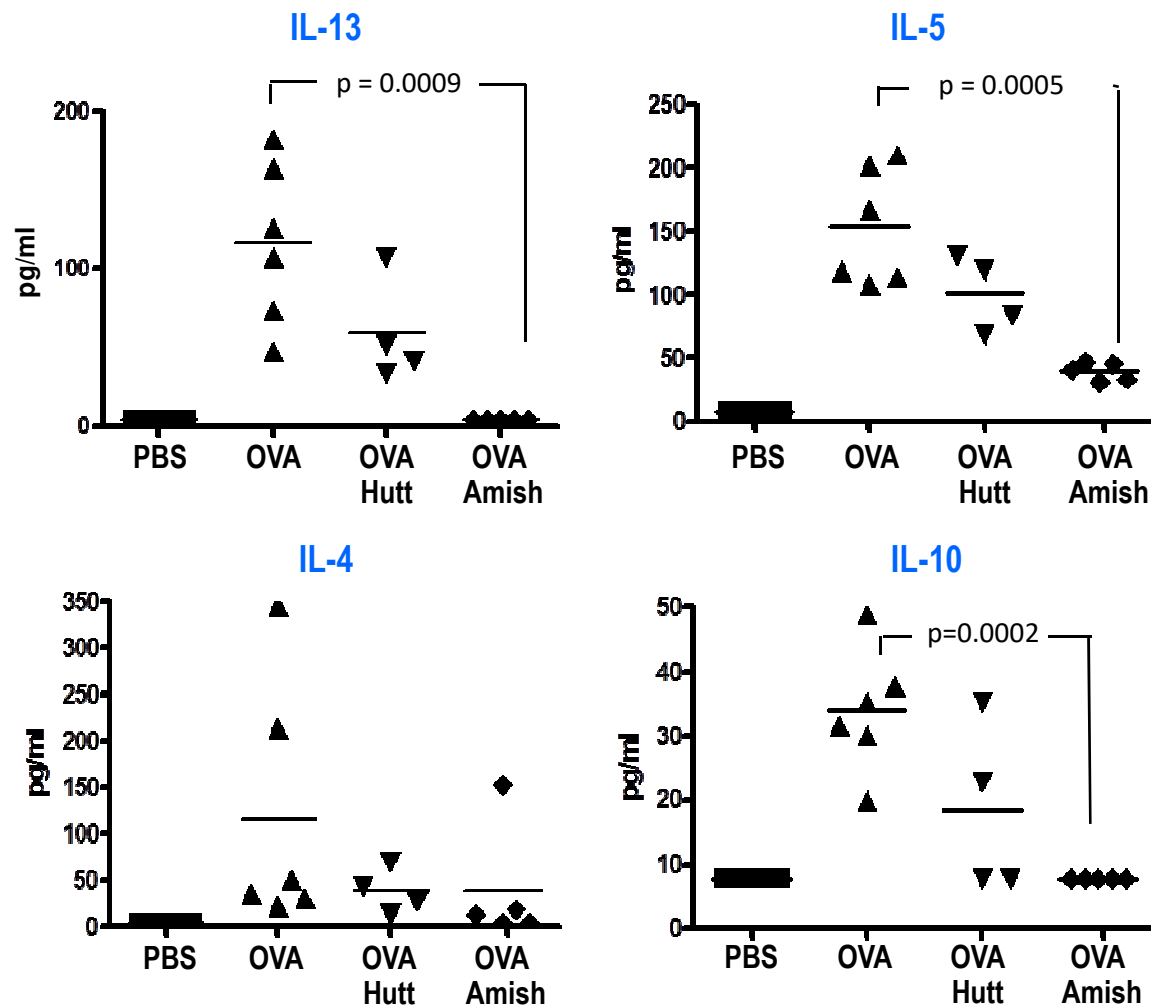 IL-13
p = 0.0009
200
100
0
pg/ml
PBS
OVA
OVA
Hutt
OVA
Amish
IL-5
p = 0.0005
250
200
150
100
50
0
pg/ml
PBS
OVA
OVA
Hutt
OVA
Amish
IL-4
350
300
250
200
150
100
50
0
pg/ml
PBS
OVA
OVA
Hutt
OVA
Amish
IL-10
p=0.0002
50
40
30
20
10
0
pg/ml
PBS
OVA
OVA
Hutt
OVA
Amish